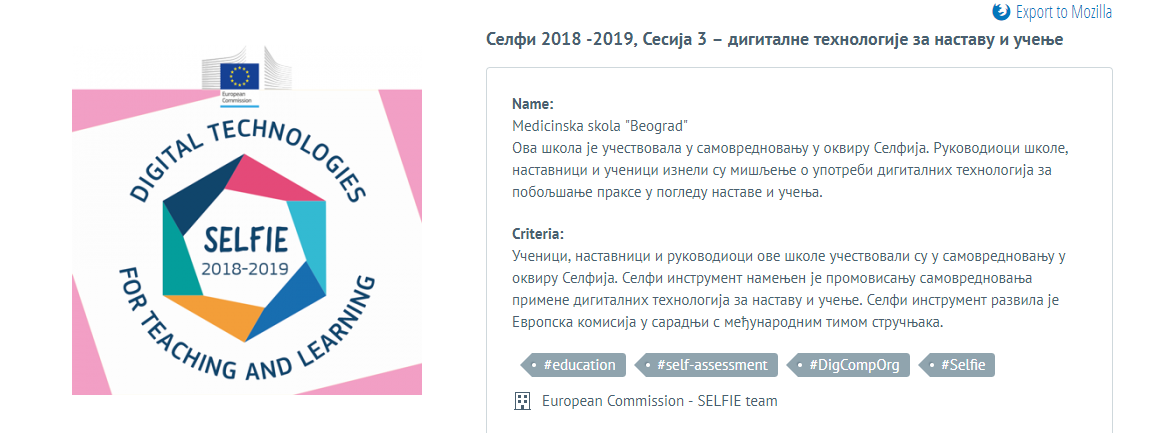 Export to Mozilla
Селфи 2018 -2019, Сесија 3 – дигиталне технологије за наставу и учење
European
Commission
DIGITAL TECHNOLOGIES
SELFIE
2018-2019
FOR TEACHING AND LEARNING
Name:
Medicinska skola "Beograd"
Ова школа је учествовала у самовредновању у оквиру Селфија. Руководиоци школе,
наставници и ученици изнели су мишљење о употреби дигиталних технологија за
побољшање праксе у погледу наставе и учења.
Criteria:
Ученици, наставници и руководиоци ове школе учествовали су у самовредновању у
оквиру Селфија. Селфи инструмент намењен је промовисању самовредновања
примене дигиталних технологија за наставу и учење. Селфи инструмент развила је
Европска комисија у сарадњи с међународним тимом стручњака.
#education #self-assessment #DigCompOrg #Selfie
European Commission - SELFIE team